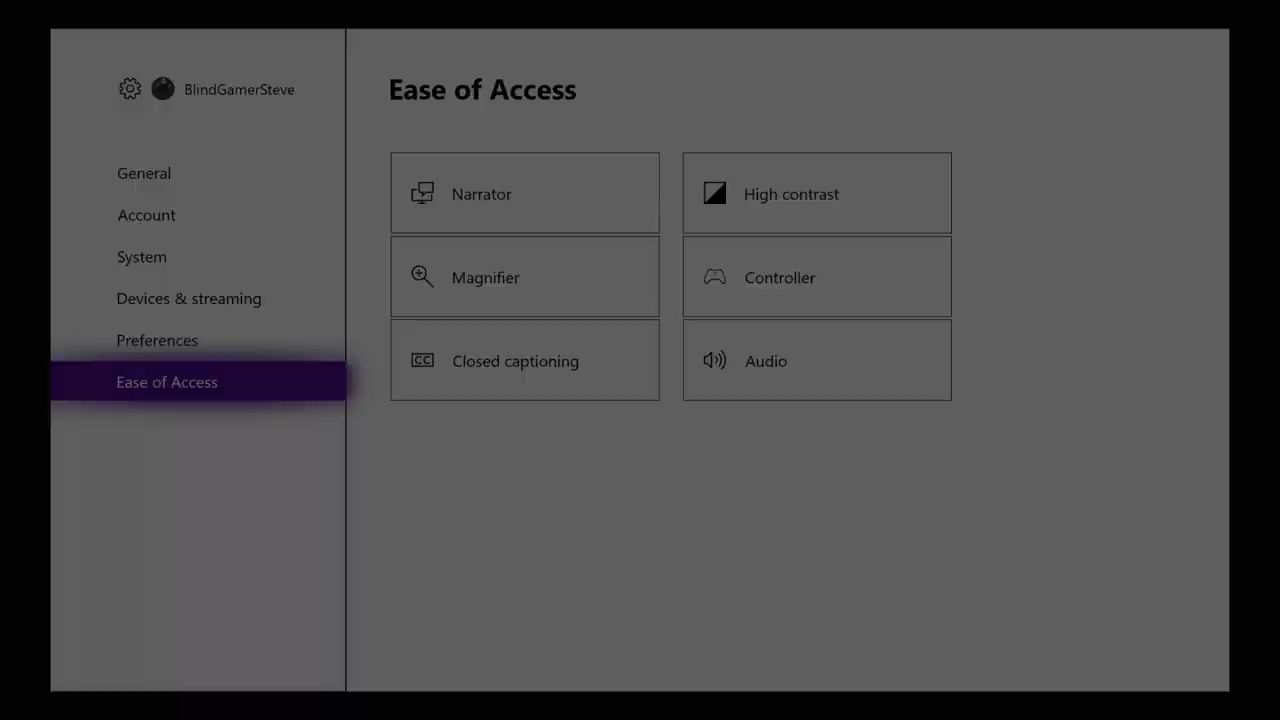 BlindGamerSteve
General
Account
System
Devices & streaming
Preferences
Ease of Access
Ease of Access
Narrator
High contrast
Magnifier
Controller
CC
Closed captioning
Audio